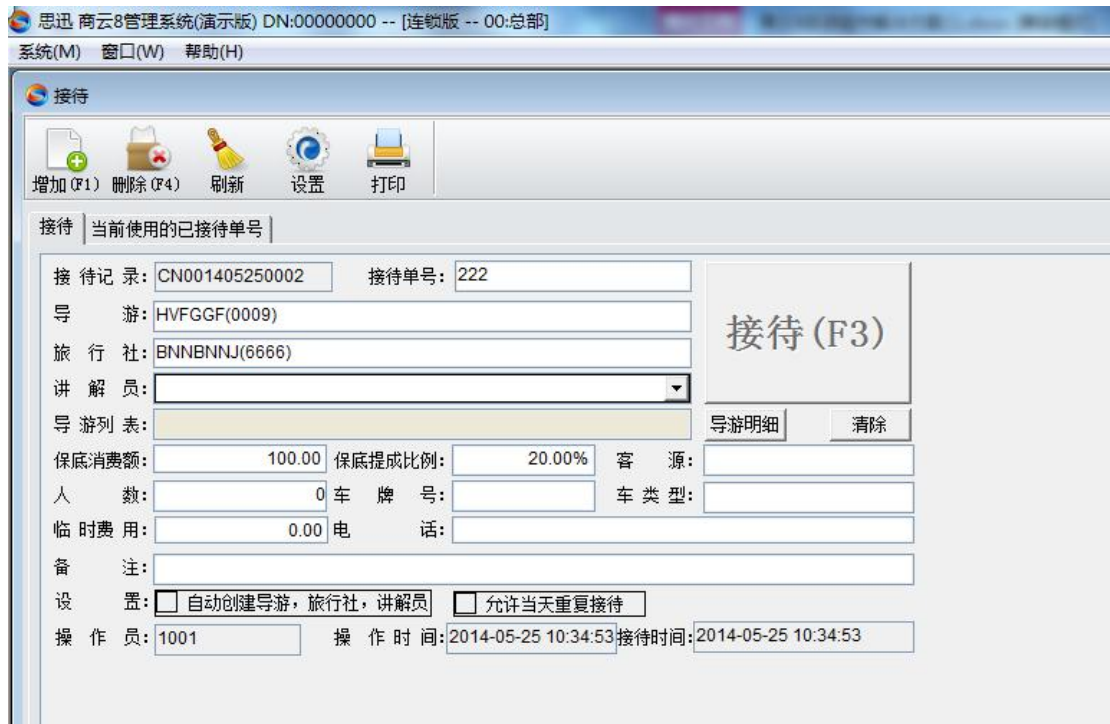 思迅 商云8管理系统(演示版) DN:00000000 -- [连锁版 -- 00:总部]
系统(M) 窗口(W) 帮助(H)
接待
增加(F1) 删除(F4) 刷新 设置 打印
接待 当前使用的已接待单号
接 待记 录: CN001405250002 接待单号: 222
接待(F3)
导 游: HVFGGF(0009)
旅 行 社: BNNBNNJ(6666)
讲 解 员:
导 游列 表: 导游明细 清除
保底消费额: 100.00 保底提成比例: 20.00% 客 源:
人 数: 0 车 牌 号: 车 类 型:
临 时费 用: 0.00 电 话:
备 注:
设 置: 自动创建导游，旅行社，讲解员 允许当天重复接待
操 作 员: 1001 操 作 时 间: 2014-05-25 10:34:53 接待时间: 2014-05-25 10:34:53